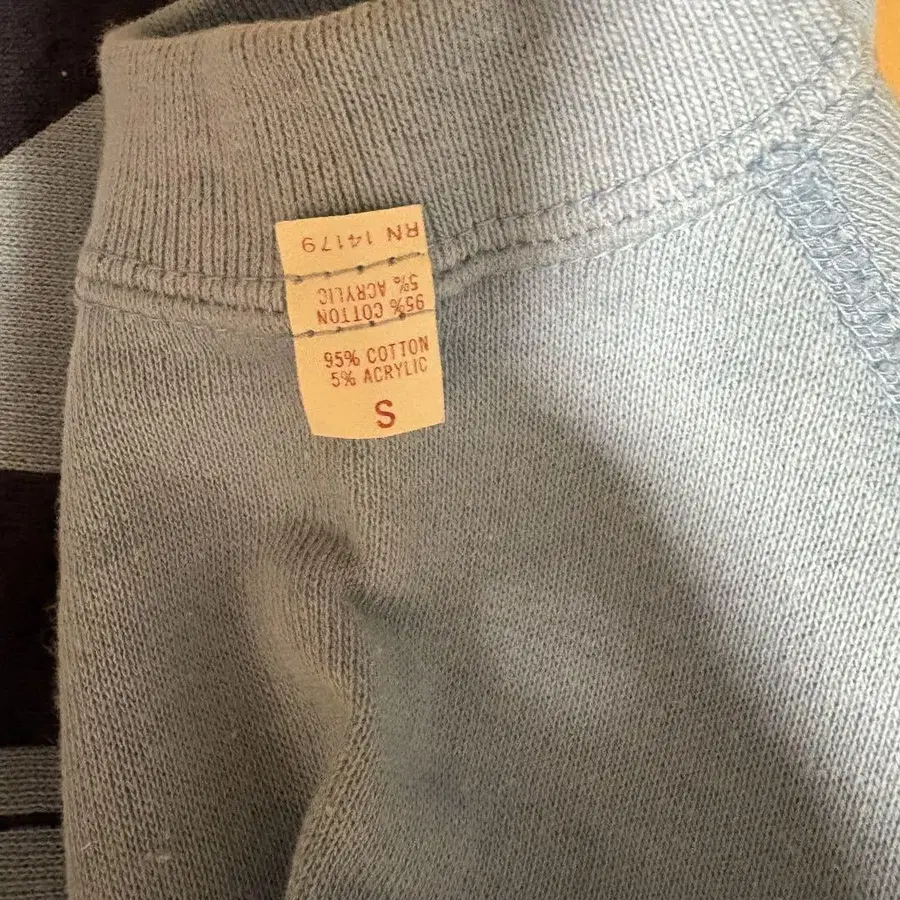 RN 14179
95% COTTON
5% ACRYLIC
95% COTTON
5% ACRYLIC
S